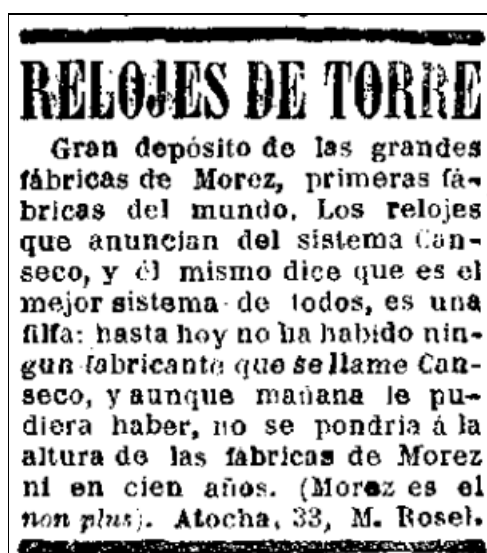 RELOJES DE TORRE
Gran depósito de las grandes
fábricas de Morez, primeras fá-
bricas del mundo. Los relojes
que anuncian del sistema Can-
seco, y él mismo dice que es el
mejor sistema de todos, es una
filfa: hasta hoy no ha habido nin-
gun fabricante que se llame Can-
seco, y aunque mañana le pu-
diera haber, no se pondria á la
altura de las fábricas de Morez
ni en cien años. (Morez es el
non plus). Atocha, 33, M. Rosel.